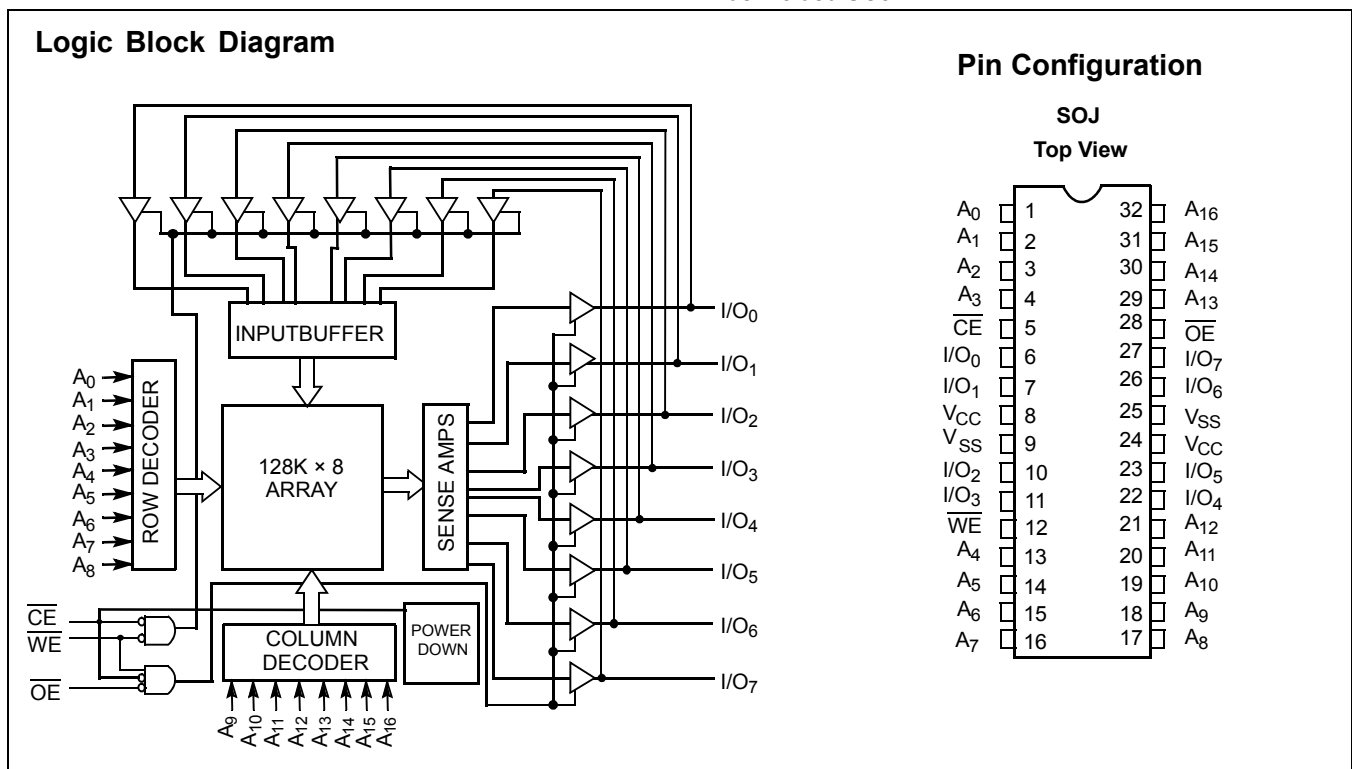 Logic Block Diagram
INPUTBUFFER
A0
A1
A2
A3
A4
A5
A6
A7
A8
ROW DECODER
128K × 8
ARRAY
SENSE AMPS
I/O0
I/O1
I/O2
I/O3
I/O4
I/O5
I/O6
I/O7
CE
WE
OE
COLUMN
DECODER
POWER
DOWN
A9
A10
A11
A12
A13
A14
A15
A16
Pin Configuration
SOJ
Top View
A0 1 32 A16
A1 2 31 A15
A2 3 30 A14
A3 4 29 A13
CE 5 28 OE
I/O0 6 27 I/O7
I/O1 7 26 I/O6
VCC 8 25 VSS
VSS 9 24 VCC
I/O2 10 23 I/O5
I/O3 11 22 I/O4
WE 12 21 A12
A4 13 20 A11
A5 14 19 A10
A6 15 18 A9
A7 16 17 A8